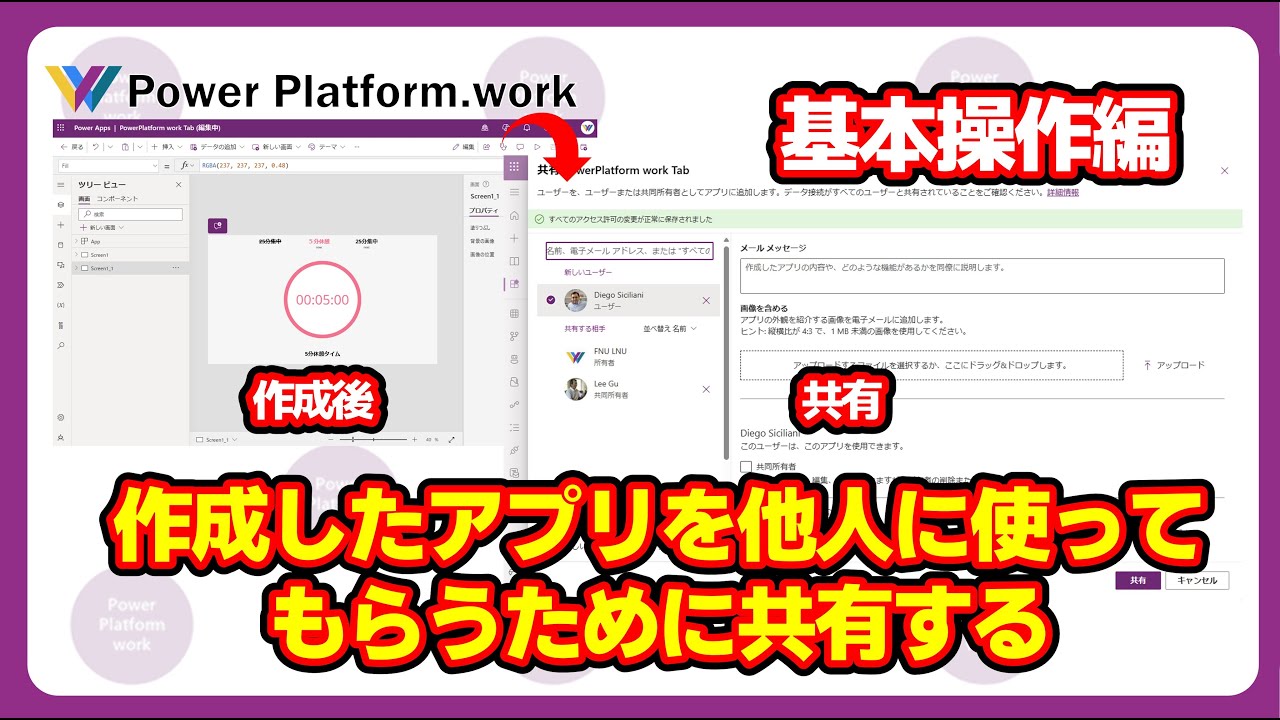 Power Platform.work
基本操作編
Power Apps | PowerPlatform work Tab (編集中)
戻る 挿入 データの追加 新しい画面 テーマ 編集
Fill = fx RGBA(237, 237, 237, 0.48)
ツリー ビュー
画面 コンポーネント
検索
新しい画面
App
Screen1
Screen1_1
25分集中 5分休憩 25分集中
00:05:00
5分休憩タイム
画面
Screen1_1
プロパティ
塗りつぶし
背景の画像
画像の位置
Screen1_1
40 %
作成後
PowerPlatform work Tab
ユーザーを、ユーザーまたは共同所有者としてアプリに追加します。データ接続がすべてのユーザーと共有されていることをご確認ください。詳細情報
すべてのアクセス許可の変更が正常に保存されました
名前、電子メール アドレス、または "すべての
新しいユーザー
Diego Siciliani
ユーザー
共有する相手 並べ替え 名前
FNU LNU
所有者
Lee Gu
共同所有者
メール メッセージ
作成したアプリの内容や、どのような機能があるかを同僚に説明します。
画像を含める
アプリの外観を紹介する画像を電子メールに追加します。
ヒント: 縦横比が 4:3 で、1 MB 未満の画像を使用してください。
アップロードするファイルを選択するか、ここにドラッグ&ドロップします。
アップロード
共有
Diego Siciliani
このユーザーは、このアプリを使用できます。
共同所有者
作成したアプリを他人に使って
もらうために共有する
共有 キャンセル
Power
Platform
work